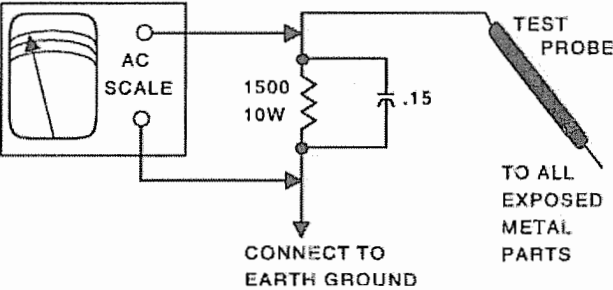 AC
SCALE
1500
10W
.15
TEST
PROBE
TO ALL
EXPOSED
METAL
PARTS
CONNECT TO
EARTH GROUND